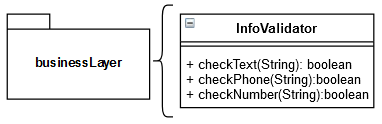 businessLayer
InfoValidator
+ checkText(String): boolean
+ checkPhone(String):boolean
+ checkNumber(String):boolean